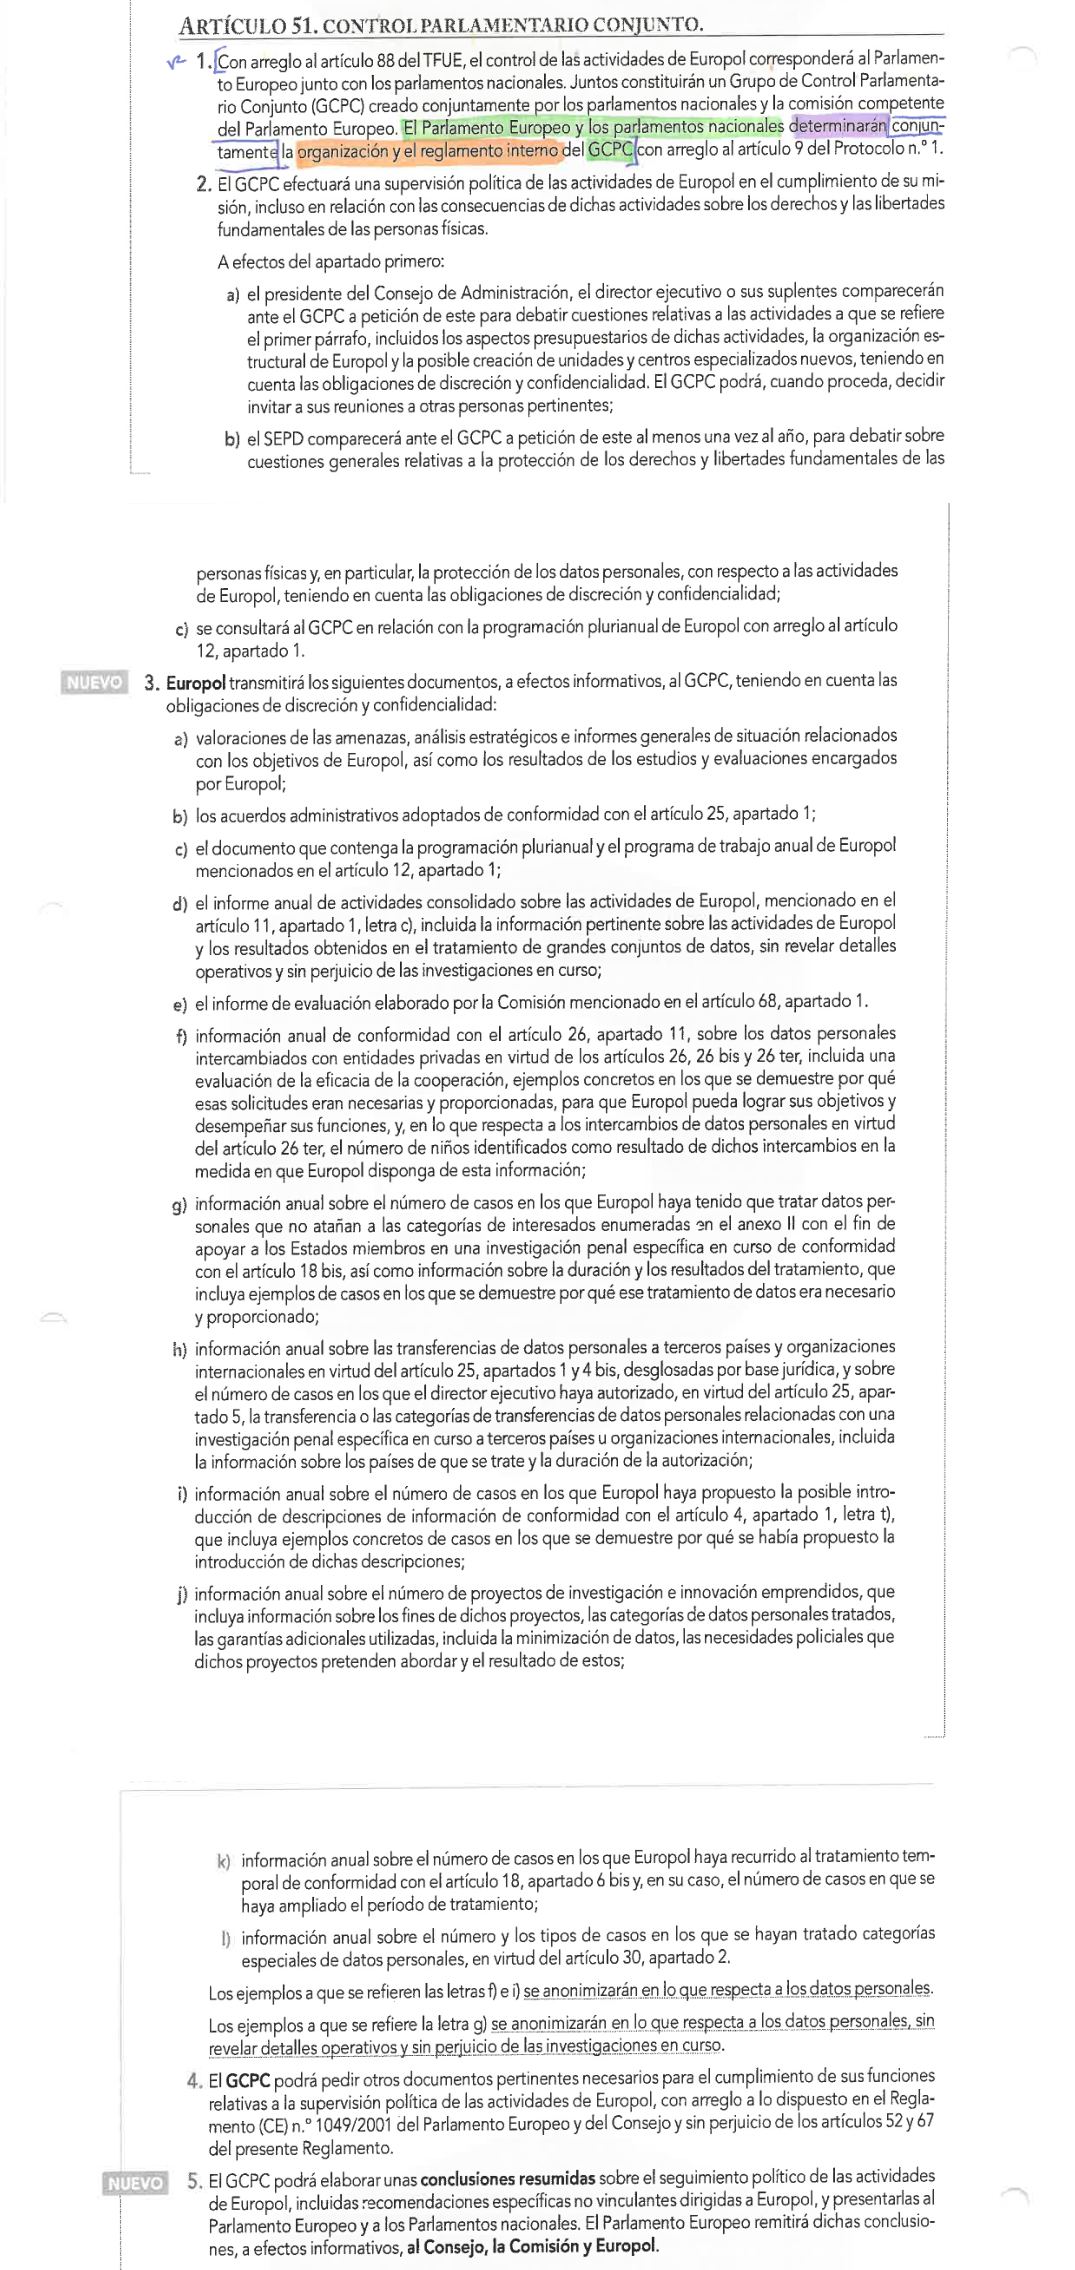 ARTÍCULO 51. CONTROL PARLAMENTARIO CONJUNTO.
1. Con arreglo al artículo 88 del TFUE, el control de las actividades de Europol corresponderá al Parlamen-
to Europeo junto con los parlamentos nacionales. Juntos constituirán un Grupo de Control Parlamenta-
rio Conjunto (GCPC) creado conjuntamente por los parlamentos nacionales y la comisión competente
del Parlamento Europeo. El Parlamento Europeo y los parlamentos nacionales determinarán conjun-
tamente la organización y el reglamento interno del GCPC con arreglo al artículo 9 del Protocolo n.º 1.
2. El GCPC efectuará una supervisión política de las actividades de Europol en el cumplimiento de su mi-
sión, incluso en relación con las consecuencias de dichas actividades sobre los derechos y las libertades
fundamentales de las personas físicas.
A efectos del apartado primero:
a) el presidente del Consejo de Administración, el director ejecutivo o sus suplentes comparecerán
ante el GCPC a petición de este para debatir cuestiones relativas a las actividades a que se refiere
el primer párrafo, incluidos los aspectos presupuestarios de dichas actividades, la organización es-
tructural de Europol y la posible creación de unidades y centros especializados nuevos, teniendo en
cuenta las obligaciones de discreción y confidencialidad. El GCPC podrá, cuando proceda, decidir
invitar a sus reuniones a otras personas pertinentes;
b) el SEPD comparecerá ante el GCPC a petición de este al menos una vez al año, para debatir sobre
cuestiones generales relativas a la protección de los derechos y libertades fundamentales de las
personas físicas y, en particular, la protección de los datos personales, con respecto a las actividades
de Europol, teniendo en cuenta las obligaciones de discreción y confidencialidad;
c) se consultará al GCPC en relación con la programación plurianual de Europol con arreglo al artículo
12, apartado 1.
NUEVO 3. Europol transmitirá los siguientes documentos, a efectos informativos, al GCPC, teniendo en cuenta las
obligaciones de discreción y confidencialidad:
a) valoraciones de las amenazas, análisis estratégicos e informes generales de situación relacionados
con los objetivos de Europol, así como los resultados de los estudios y evaluaciones encargados
por Europol;
b) los acuerdos administrativos adoptados de conformidad con el artículo 25, apartado 1;
c) el documento que contenga la programación plurianual y el programa de trabajo anual de Europol
mencionados en el artículo 12, apartado 1;
d) el informe anual de actividades consolidado sobre las actividades de Europol, mencionado en el
artículo 11, apartado 1, letra c), incluida la información pertinente sobre las actividades de Europol
y los resultados obtenidos en el tratamiento de grandes conjuntos de datos, sin revelar detalles
operativos y sin perjuicio de las investigaciones en curso;
e) el informe de evaluación elaborado por la Comisión mencionado en el artículo 68, apartado 1.
f) información anual de conformidad con el artículo 26, apartado 11, sobre los datos personales
intercambiados con entidades privadas en virtud de los artículos 26, 26 bis y 26 ter, incluida una
evaluación de la eficacia de la cooperación, ejemplos concretos en los que se demuestre por qué
esas solicitudes eran necesarias y proporcionadas, para que Europol pueda lograr sus objetivos y
desempeñar sus funciones, y, en lo que respecta a los intercambios de datos personales en virtud
del artículo 26 ter, el número de niños identificados como resultado de dichos intercambios en la
medida en que Europol disponga de esta información;
g) información anual sobre el número de casos en los que Europol haya tenido que tratar datos per-
sonales que no atañan a las categorías de interesados enumeradas en el anexo II con el fin de
apoyar a los Estados miembros en una investigación penal específica en curso de conformidad
con el artículo 18 bis, así como información sobre la duración y los resultados del tratamiento, que
incluya ejemplos de casos en los que se demuestre por qué ese tratamiento de datos era necesario
y proporcionado;
h) información anual sobre las transferencias de datos personales a terceros países y organizaciones
internacionales en virtud del artículo 25, apartados 1 y 4 bis, desglosadas por base jurídica, y sobre
el número de casos en los que el director ejecutivo haya autorizado, en virtud del artículo 25, apar-
tado 5, la transferencia o las categorías de transferencias de datos personales relacionadas con una
investigación penal específica en curso a terceros países u organizaciones internacionales, incluida
la información sobre los países de que se trate y la duración de la autorización;
i) información anual sobre el número de casos en los que Europol haya propuesto la posible intro-
ducción de descripciones de información de conformidad con el artículo 4, apartado 1, letra t),
que incluya ejemplos concretos de casos en los que se demuestre por qué se había propuesto la
introducción de dichas descripciones;
j) información anual sobre el número de proyectos de investigación e innovación emprendidos, que
incluya información sobre los fines de dichos proyectos, las categorías de datos personales tratados,
las garantías adicionales utilizadas, incluida la minimización de datos, las necesidades policiales que
dichos proyectos pretenden abordar y el resultado de estos;
k) información anual sobre el número de casos en los que Europol haya recurrido al tratamiento tem-
poral de conformidad con el artículo 18, apartado 6 bis y, en su caso, el número de casos en que se
haya ampliado el período de tratamiento;
l) información anual sobre el número y los tipos de casos en los que se hayan tratado categorías
especiales de datos personales, en virtud del artículo 30, apartado 2.
Los ejemplos a que se refieren las letras f) e i) se anonimizarán en lo que respecta a los datos personales.
Los ejemplos a que se refiere la letra g) se anonimizarán en lo que respecta a los datos personales, sin
revelar detalles operativos y sin perjuicio de las investigaciones en curso.
4. El GCPC podrá pedir otros documentos pertinentes necesarios para el cumplimiento de sus funciones
relativas a la supervisión política de las actividades de Europol, con arreglo a lo dispuesto en el Regla-
mento (CE) n.º 1049/2001 del Parlamento Europeo y del Consejo y sin perjuicio de los artículos 52 y 67
del presente Reglamento.
NUEVO 5. El GCPC podrá elaborar unas conclusiones resumidas sobre el seguimiento político de las actividades
de Europol, incluidas recomendaciones específicas no vinculantes dirigidas a Europol, y presentarlas al
Parlamento Europeo y a los Parlamentos nacionales. El Parlamento Europeo remitirá dichas conclusio-
nes, a efectos informativos, al Consejo, la Comisión y Europol.